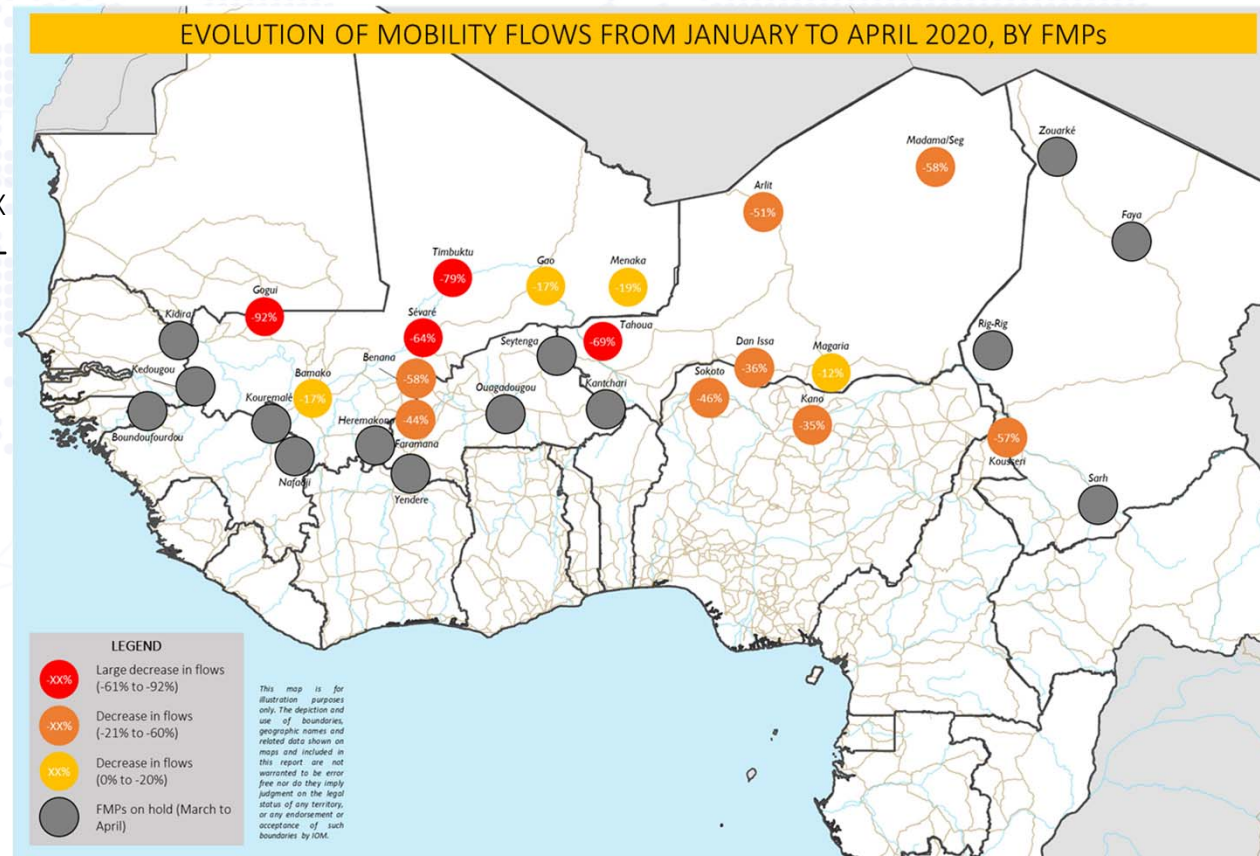 EVOLUTION OF MOBILITY FLOWS FROM JANUARY TO APRIL 2020, BY FMPs
X
Zouarké
Madama/Seg
-58%
Arlit
-51%
Faya
Timbuktu
-79%
Gao
-17%
Menaka
-19%
Gogui
-92%
Kidira
Sévaré
-64%
Seytenga
Tahoua
-69%
Rig-Rig
Benana
-58%
Dan Issa
-36%
Magaria
-12%
Kedougou
Bamako
-17%
Ouagadougou
Kantchari
Sokoto
-46%
Kano
-35%
Kouremalé
Boundoufourdou
Heremakono
-44%
Faramana
-57%
Kousseri
Nafadji
Yendere
Sarh
LEGEND
-XX%
Large decrease in flows
(-61% to -92%)
-XX%
Decrease in flows
(-21% to -60%)
XX%
Decrease in flows
(0% to -20%)
FMPs on hold (March to
April)
This map is for
illustration purposes
only. The depiction and
use of boundaries,
geographic names and
related data shown on
maps and included in
this report are not
warranted to be error
free nor do they imply
judgment on the legal
status of any territory,
or any endorsement or
acceptance of such
boundaries by IOM.